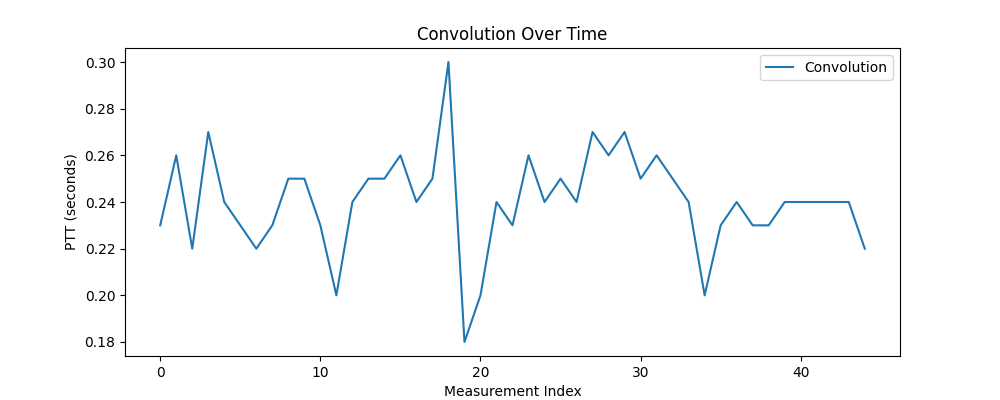 Convolution Over Time
Convolution
PTT (seconds)
0.30
0.28
0.26
0.24
0.22
0.20
0.18
0 10 20 30 40
Measurement Index